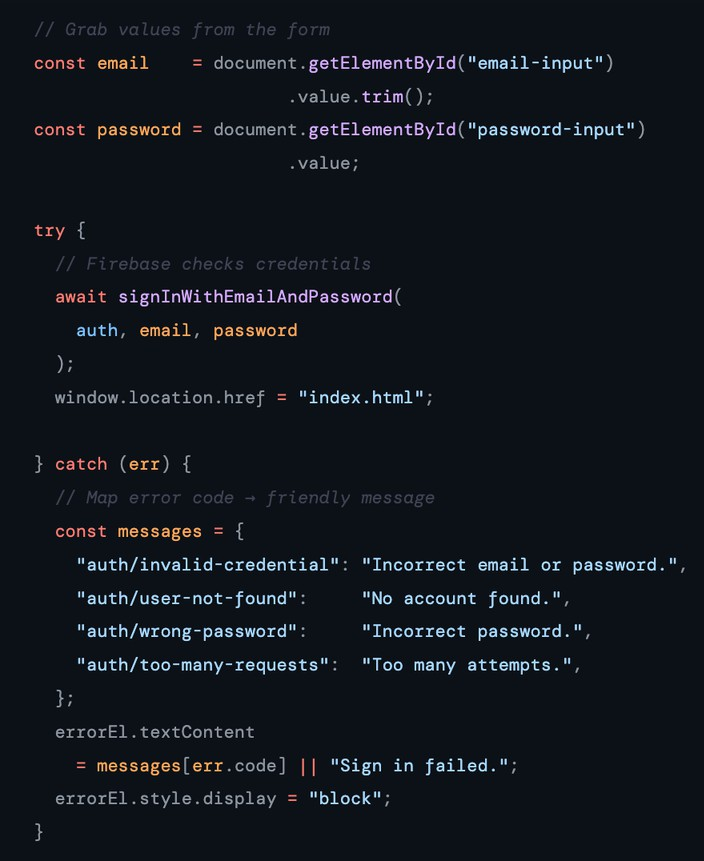 // Grab values from the form
const email    = document.getElementById("email-input")
                        .value.trim();
const password = document.getElementById("password-input")
                        .value;

try {
  // Firebase checks credentials
  await signInWithEmailAndPassword(
    auth, email, password
  );
  window.location.href = "index.html";

} catch (err) {
  // Map error code → friendly message
  const messages = {
    "auth/invalid-credential": "Incorrect email or password.",
    "auth/user-not-found":     "No account found.",
    "auth/wrong-password":     "Incorrect password.",
    "auth/too-many-requests":  "Too many attempts.",
  };
  errorEl.textContent
    = messages[err.code] || "Sign in failed.";
  errorEl.style.display = "block";
}